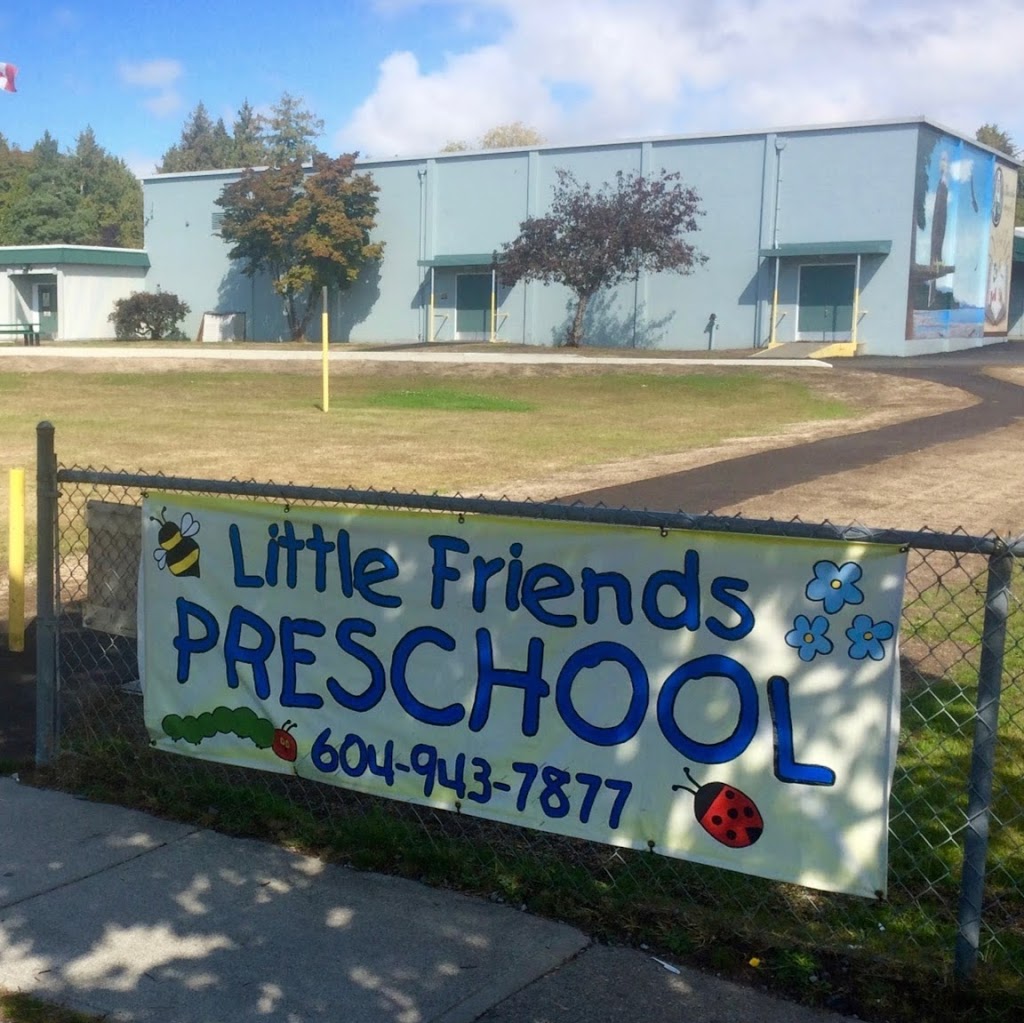 Little Friends
PRESCHOOL
604-943-7877